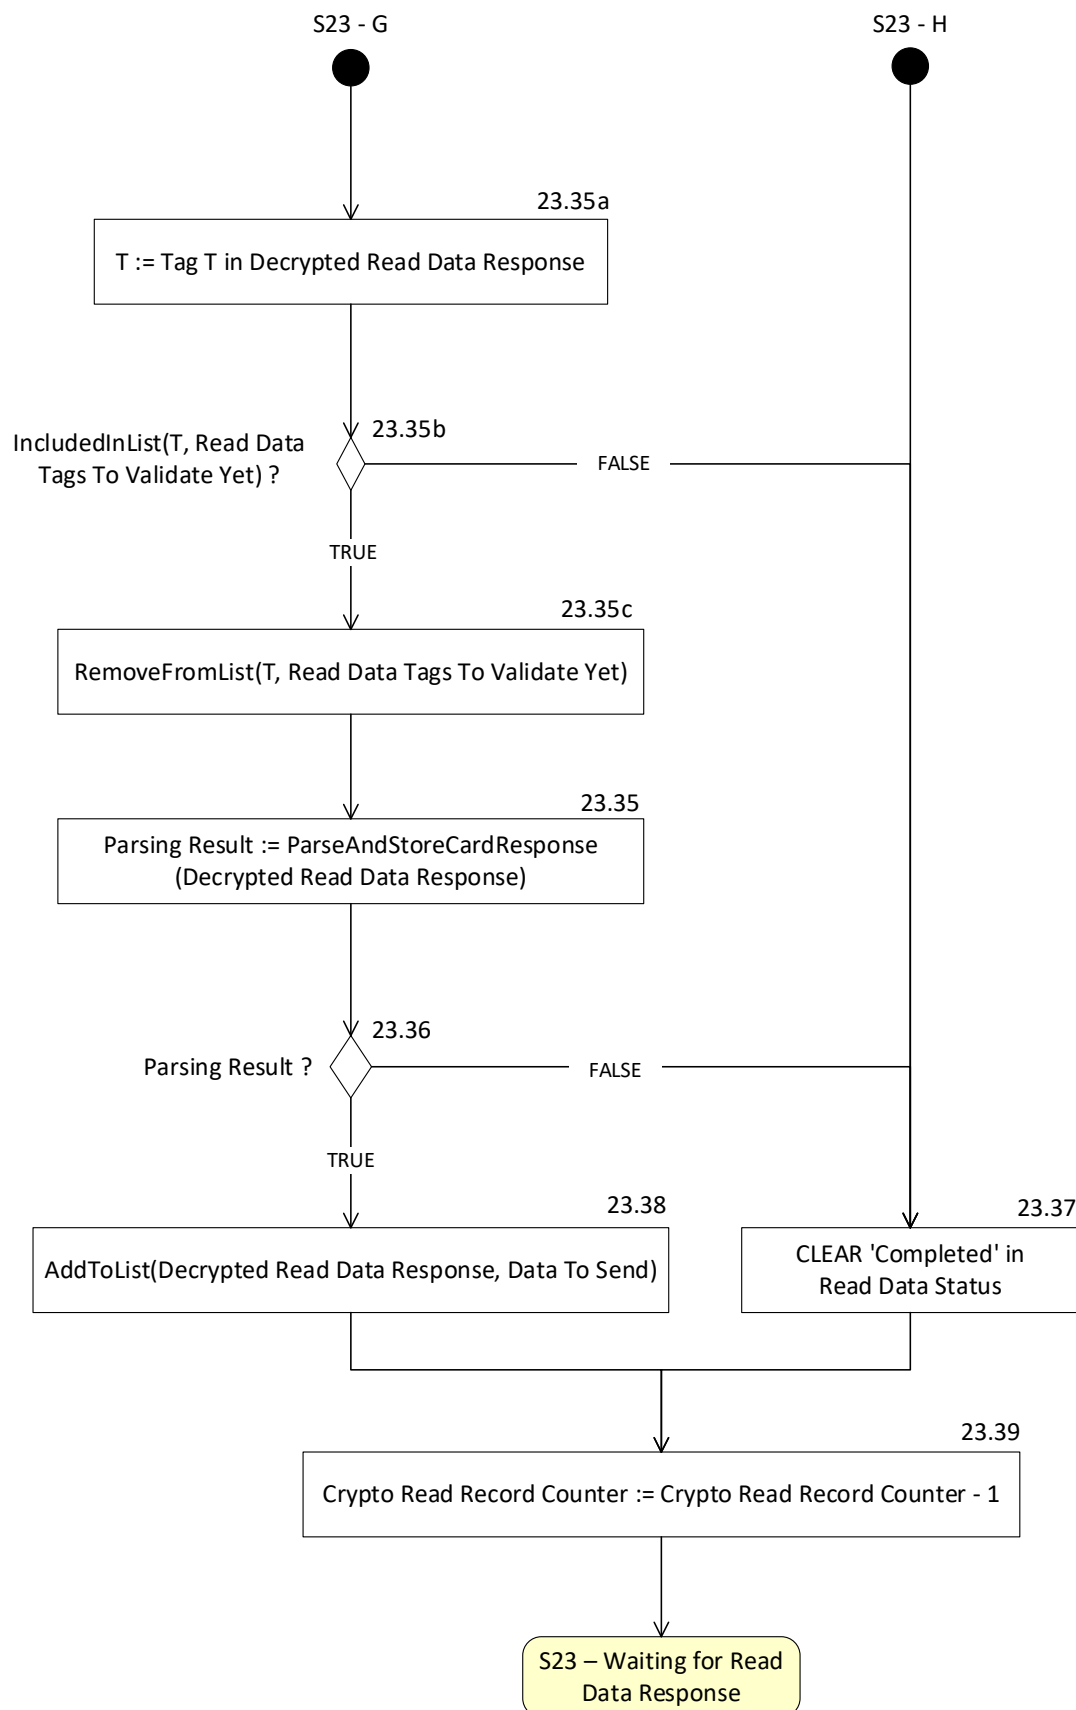 S23 - G
S23 - H
23.35a
T := Tag T in Decrypted Read Data Response
23.35b
IncludedInList(T, Read Data
Tags To Validate Yet) ?
FALSE
TRUE
23.35c
RemoveFromList(T, Read Data Tags To Validate Yet)
23.35
Parsing Result := ParseAndStoreCardResponse
(Decrypted Read Data Response)
23.36
Parsing Result ?
FALSE
TRUE
23.38
23.37
AddToList(Decrypted Read Data Response, Data To Send)
CLEAR 'Completed' in
Read Data Status
23.39
Crypto Read Record Counter := Crypto Read Record Counter - 1
S23 – Waiting for Read
Data Response